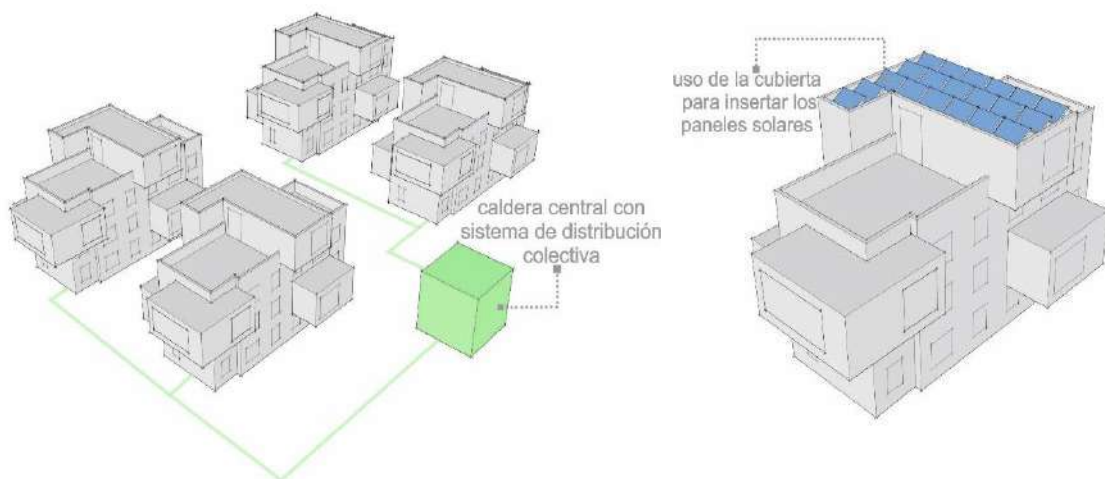 caldera central con
sistema de distribución
colectiva
uso de la cubierta
para insertar los
paneles solares